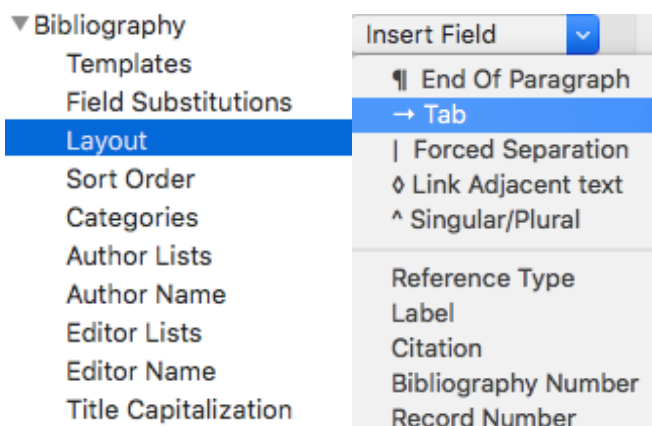 Bibliography
Templates
Field Substitutions
Layout
Sort Order
Categories
Author Lists
Author Name
Editor Lists
Editor Name
Title Capitalization
Insert Field
¶ End Of Paragraph
→ Tab
| Forced Separation
◊ Link Adjacent text
^ Singular/Plural
Reference Type
Label
Citation
Bibliography Number
Record Number